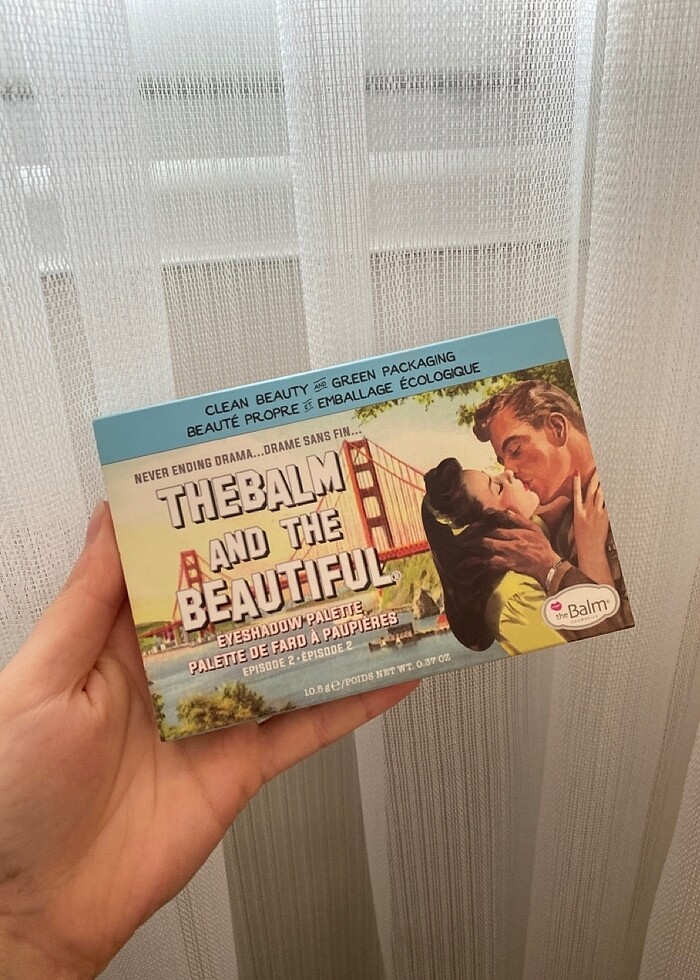 CLEAN BEAUTY AND GREEN PACKAGING
BEAUTÉ PROPRE ET EMBALLAGE ÉCOLOGIQUE
NEVER ENDING DRAMA...DRAME SANS FIN...
THEBALM
AND THE
BEAUTIFUL®
EYESHADOW PALETTE
PALETTE DE FARD À PAUPIÈRES
EPISODE 2 • ÉPISODE 2
10.5 g℮/POIDS NET WT. 0.37 OZ
theBalm®
COSMETICS